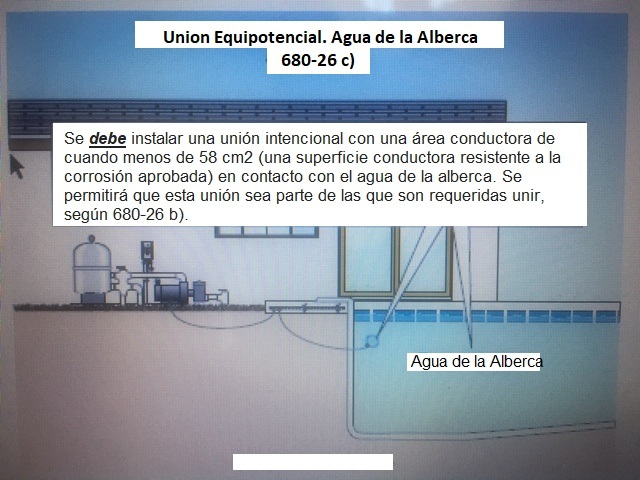 Union Equipotencial. Agua de la Alberca
680-26 c)
Se debe instalar una unión intencional con una área conductora de
cuando menos de 58 cm2 (una superficie conductora resistente a la
corrosión aprobada) en contacto con el agua de la alberca. Se
permitirá que esta unión sea parte de las que son requeridas unir,
según 680-26 b).
Agua de la Alberca